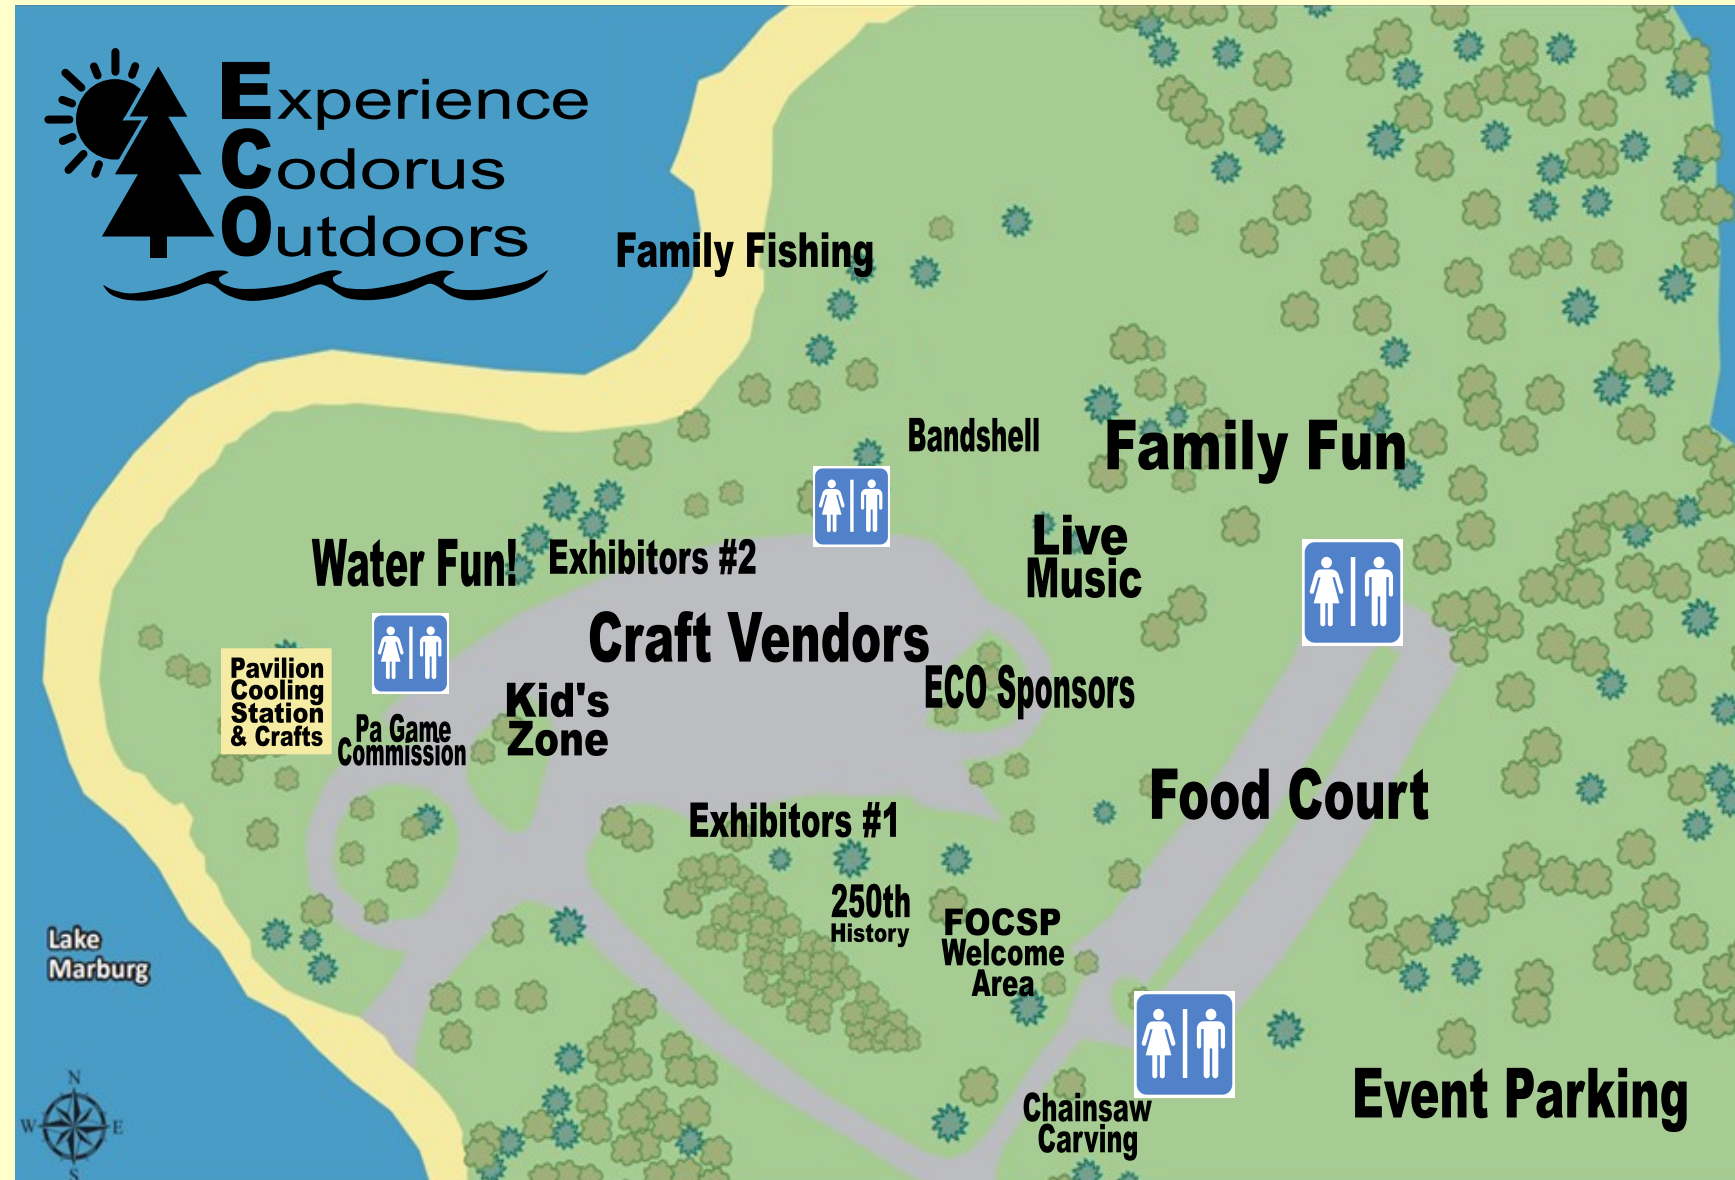 Experience
Codorus
Outdoors
Family Fishing
Bandshell
Family Fun
Live
Music
Water Fun!
Exhibitors #2
Craft Vendors
ECO Sponsors
Pavilion
Cooling
Station
& Crafts
Pa Game
Commission
Kid's
Zone
Food Court
Exhibitors #1
250th
History
FOCSP
Welcome
Area
Lake
Marburg
Chainsaw
Carving
Event Parking
N
W
E
S